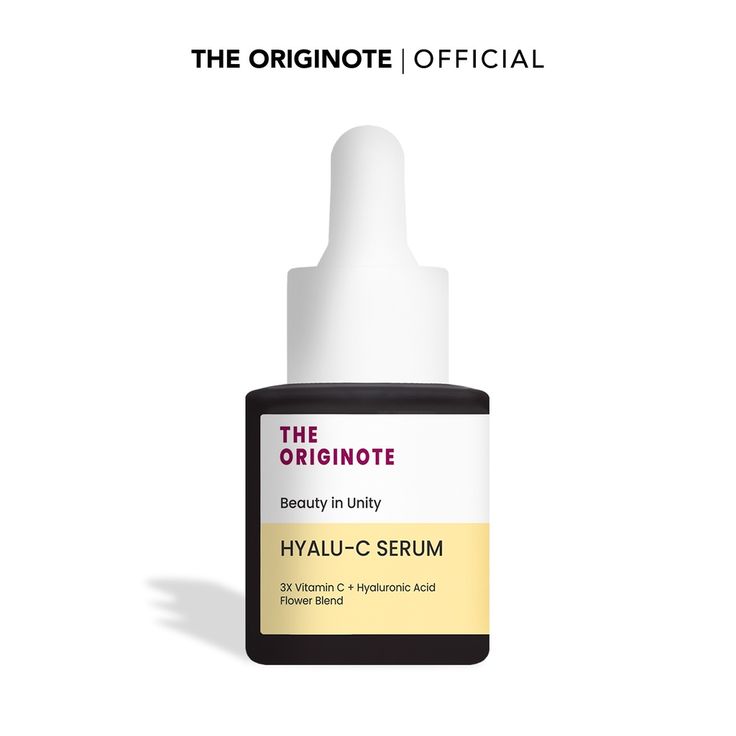 THE ORIGINOTE | OFFICIAL
THE
ORIGINOTE
Beauty in Unity
HYALU-C SERUM
3X Vitamin C + Hyaluronic Acid
Flower Blend